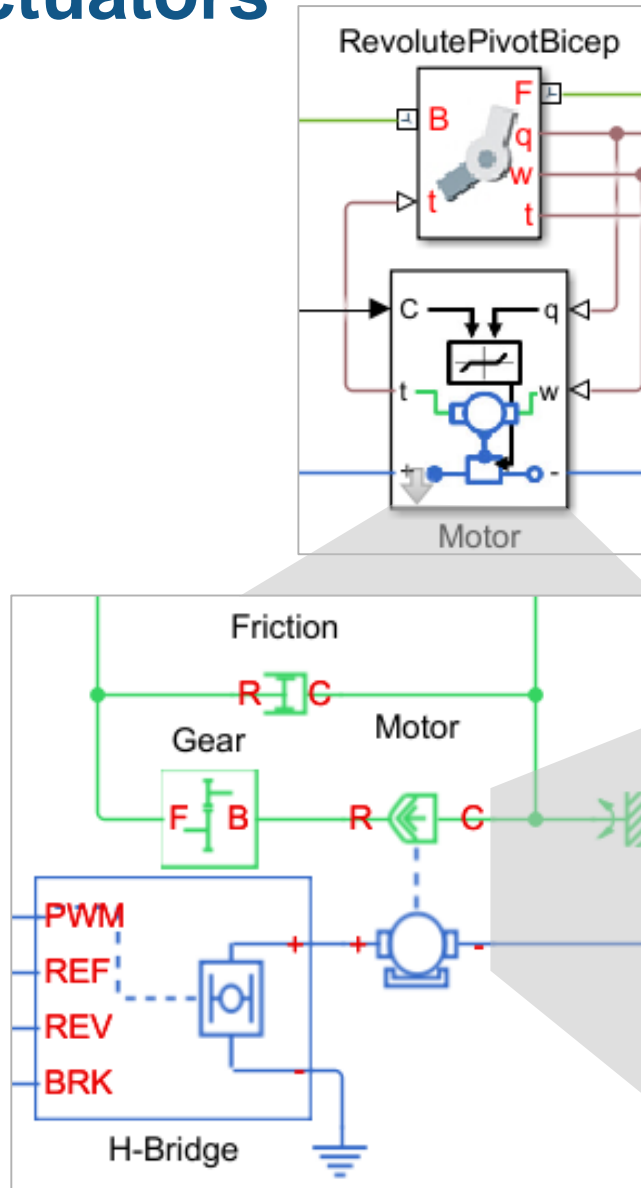 ctuators
RevolutePivotBicep
B F
q
w
t t
C q
t w
+ -
Motor
Friction
R C
Gear Motor
F B R C
PWM
+ + -
REF
REV
BRK -
H-Bridge